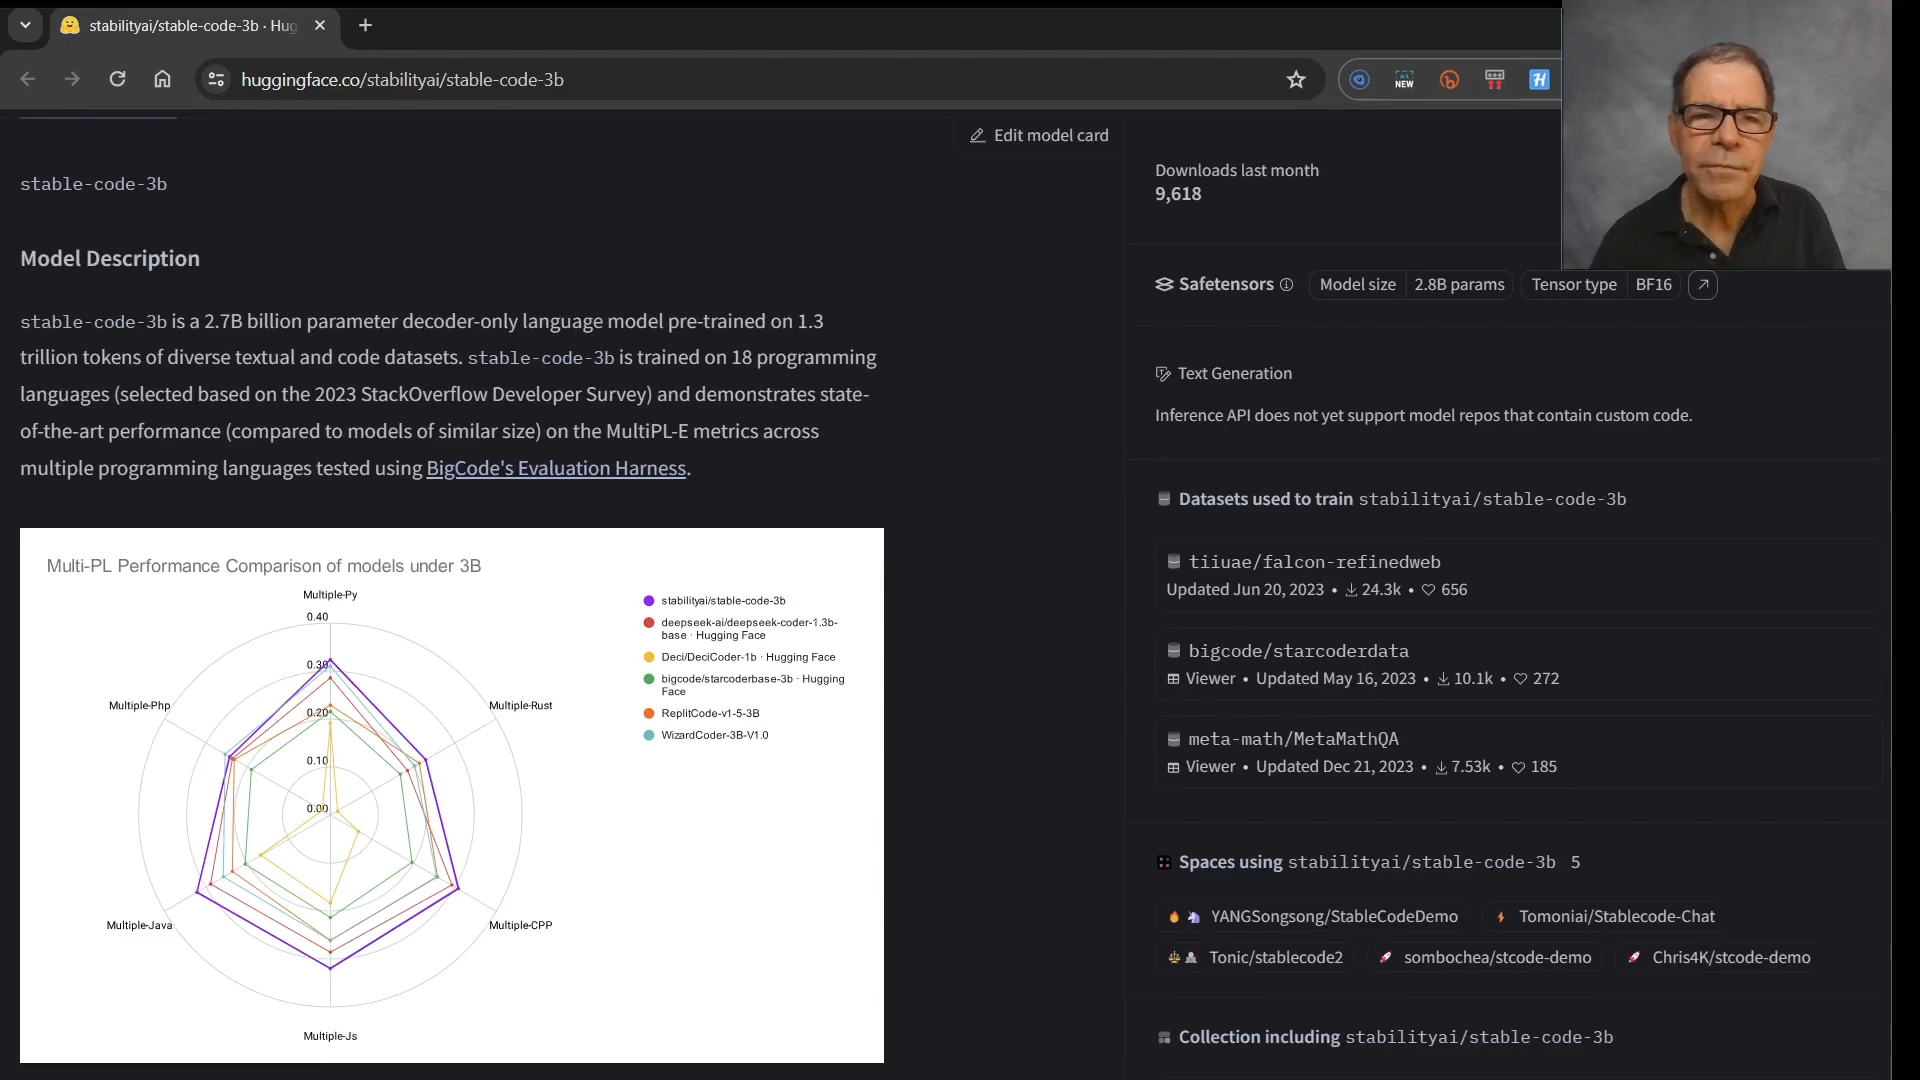 stabilityai/stable-code-3b · Hug
huggingface.co/stabilityai/stable-code-3b
NEW
Edit model card
stable-code-3b
Model Description
stable-code-3b is a 2.7B billion parameter decoder-only language model pre-trained on 1.3
trillion tokens of diverse textual and code datasets. stable-code-3b is trained on 18 programming
languages (selected based on the 2023 StackOverflow Developer Survey) and demonstrates state-
of-the-art performance (compared to models of similar size) on the MultiPL-E metrics across
multiple programming languages tested using BigCode's Evaluation Harness.
Multi-PL Performance Comparison of models under 3B
Multiple-Py
0.40
0.30
0.20
0.10
0.00
Multiple-Rust
Multiple-CPP
Multiple-Js
Multiple-Java
Multiple-Php
stabilityai/stable-code-3b
deepseek-ai/deepseek-coder-1.3b-
base · Hugging Face
Deci/DeciCoder-1b · Hugging Face
bigcode/starcoderbase-3b · Hugging
Face
ReplitCode-v1-5-3B
WizardCoder-3B-V1.0
Downloads last month
9,618
Safetensors Model size 2.8B params Tensor type BF16
Text Generation
Inference API does not yet support model repos that contain custom code.
Datasets used to train stabilityai/stable-code-3b
tiiuae/falcon-refinedweb
Updated Jun 20, 2023 • 24.3k • 656
bigcode/starcoderdata
Viewer • Updated May 16, 2023 • 10.1k • 272
meta-math/MetaMathQA
Viewer • Updated Dec 21, 2023 • 7.53k • 185
Spaces using stabilityai/stable-code-3b 5
YANGSongsong/StableCodeDemo Tomoniai/Stablecode-Chat
Tonic/stablecode2 sombochea/stcode-demo Chris4K/stcode-demo
Collection including stabilityai/stable-code-3b